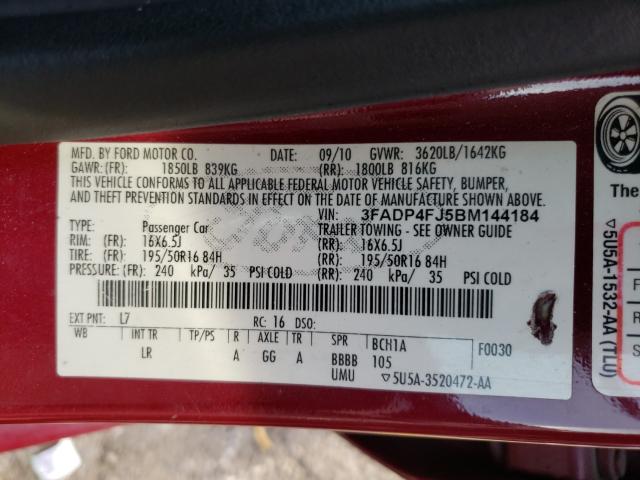 MFD. BY FORD MOTOR CO. DATE: 09/10 GVWR: 3620LB/1642KG
GAWR: (FR): 1850LB 839KG (RR): 1800LB 816KG
THIS VEHICLE CONFORMS TO ALL APPLICABLE FEDERAL MOTOR VEHICLE SAFETY, BUMPER,
AND THEFT PREVENTION STANDARDS IN EFFECT ON THE DATE OF MANUFACTURE SHOWN ABOVE.
VIN: 3FADP4FJ5BM144184
TYPE: Passenger Car TRAILER TOWING - SEE OWNER GUIDE
RIM: (FR): 16X6.5J (RR): 16X6.5J
TIRE: (FR): 195/50R16 84H (RR): 195/50R16 84H
PRESSURE: (FR): 240 kPa/ 35 PSI COLD (RR): 240 kPa/ 35 PSI COLD
EXT PNT: L7 RC: 16 DSO:
WB INT TR TP/PS R AXLE TR SPR BCH1A F0030
LR A GG A BBBB 105
UMU ▽5U5A-3520472-AA
The
▽5U5A-1532-AA (TL0)
F
R
S